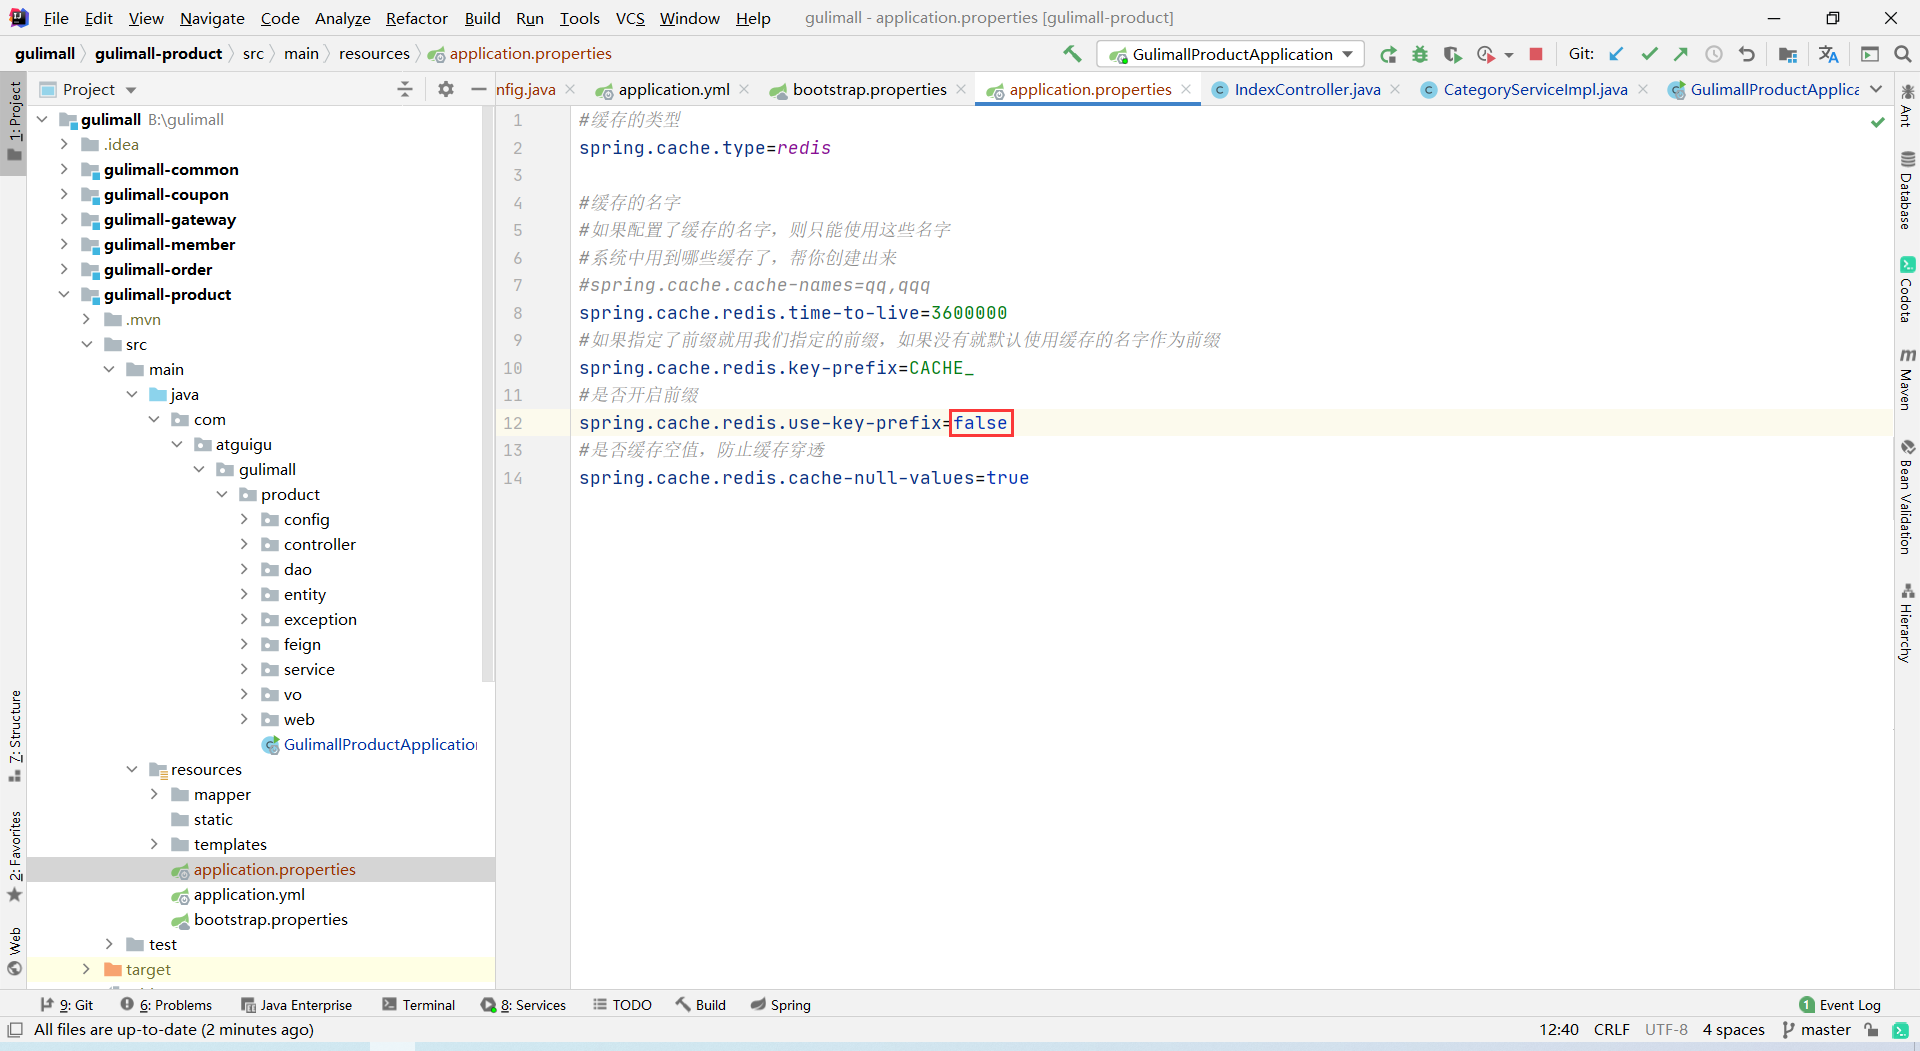 File Edit View Navigate Code Analyze Refactor Build Run Tools VCS Window Help gulimall - application.properties [gulimall-product]
gulimall gulimall-product src main resources application.properties GulimallProductApplication Git:
Project nfig.java application.yml bootstrap.properties application.properties IndexController.java CategoryServiceImpl.java GulimallProductApplica
1: Project
7: Structure
2: Favorites
Web
gulimall B:\gulimall
.idea
gulimall-common
gulimall-coupon
gulimall-gateway
gulimall-member
gulimall-order
gulimall-product
.mvn
src
main
java
com
atguigu
gulimall
product
config
controller
dao
entity
exception
feign
service
vo
web
GulimallProductApplication
resources
mapper
static
templates
application.properties
application.yml
bootstrap.properties
test
target
1 #缓存的类型
2 spring.cache.type=redis
3
4 #缓存的名字
5 #如果配置了缓存的名字，则只能使用这些名字
6 #系统中用到哪些缓存了，帮你创建出来
7 #spring.cache.cache-names=qq,qqq
8 spring.cache.redis.time-to-live=3600000
9 #如果指定了前缀就用我们指定的前缀，如果没有就默认使用缓存的名字作为前缀
10 spring.cache.redis.key-prefix=CACHE_
11 #是否开启前缀
12 spring.cache.redis.use-key-prefix=false
13 #是否缓存空值，防止缓存穿透
14 spring.cache.redis.cache-null-values=true
Ant
Database
Codota
Maven
Bean Validation
Hierarchy
9: Git 6: Problems Java Enterprise Terminal 8: Services TODO Build Spring 1 Event Log
All files are up-to-date (2 minutes ago) 12:40 CRLF UTF-8 4 spaces master